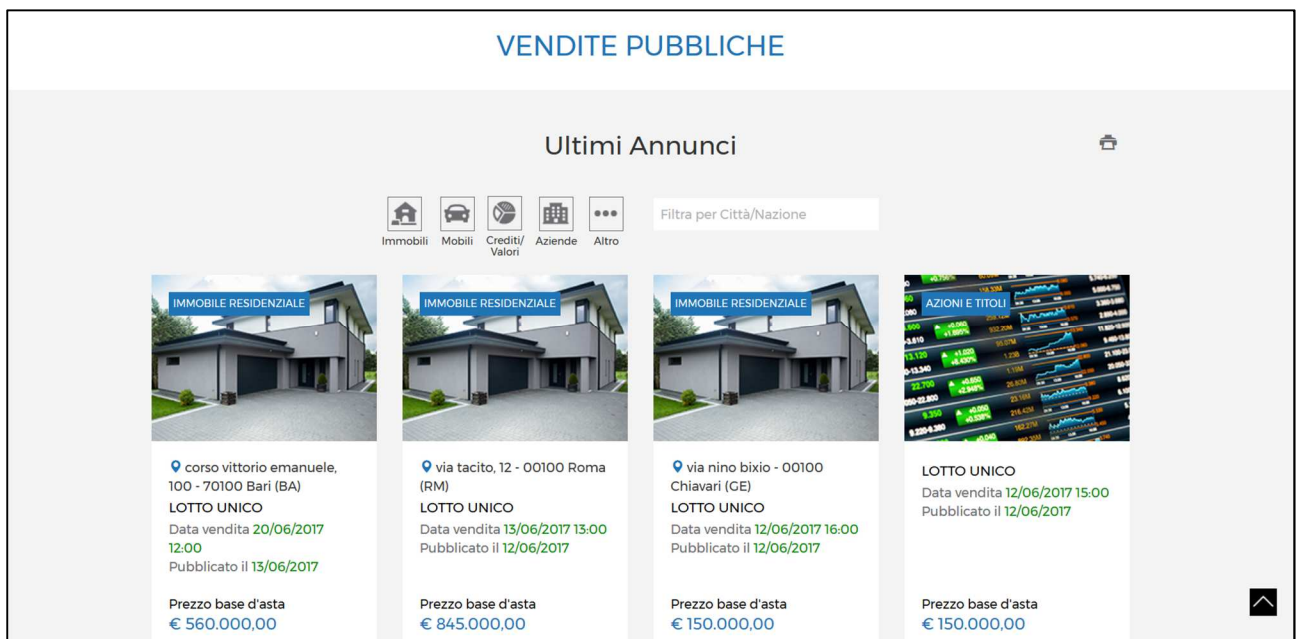 VENDITE PUBBLICHE
Ultimi Annunci
Immobili
Mobili
Crediti/
Valori
Aziende
Altro
Filtra per Città/Nazione
IMMOBILE RESIDENZIALE
corso vittorio emanuele,
100 - 70100 Bari (BA)
LOTTO UNICO
Data vendita 20/06/2017
12:00
Pubblicato il 13/06/2017
Prezzo base d'asta
€ 560.000,00
IMMOBILE RESIDENZIALE
via tacito, 12 - 00100 Roma
(RM)
LOTTO UNICO
Data vendita 13/06/2017 13:00
Pubblicato il 12/06/2017
Prezzo base d'asta
€ 845.000,00
IMMOBILE RESIDENZIALE
via nino bixio - 00100
Chiavari (GE)
LOTTO UNICO
Data vendita 12/06/2017 16:00
Pubblicato il 12/06/2017
Prezzo base d'asta
€ 150.000,00
AZIONI E TITOLI
LOTTO UNICO
Data vendita 12/06/2017 15:00
Pubblicato il 12/06/2017
Prezzo base d'asta
€ 150.000,00